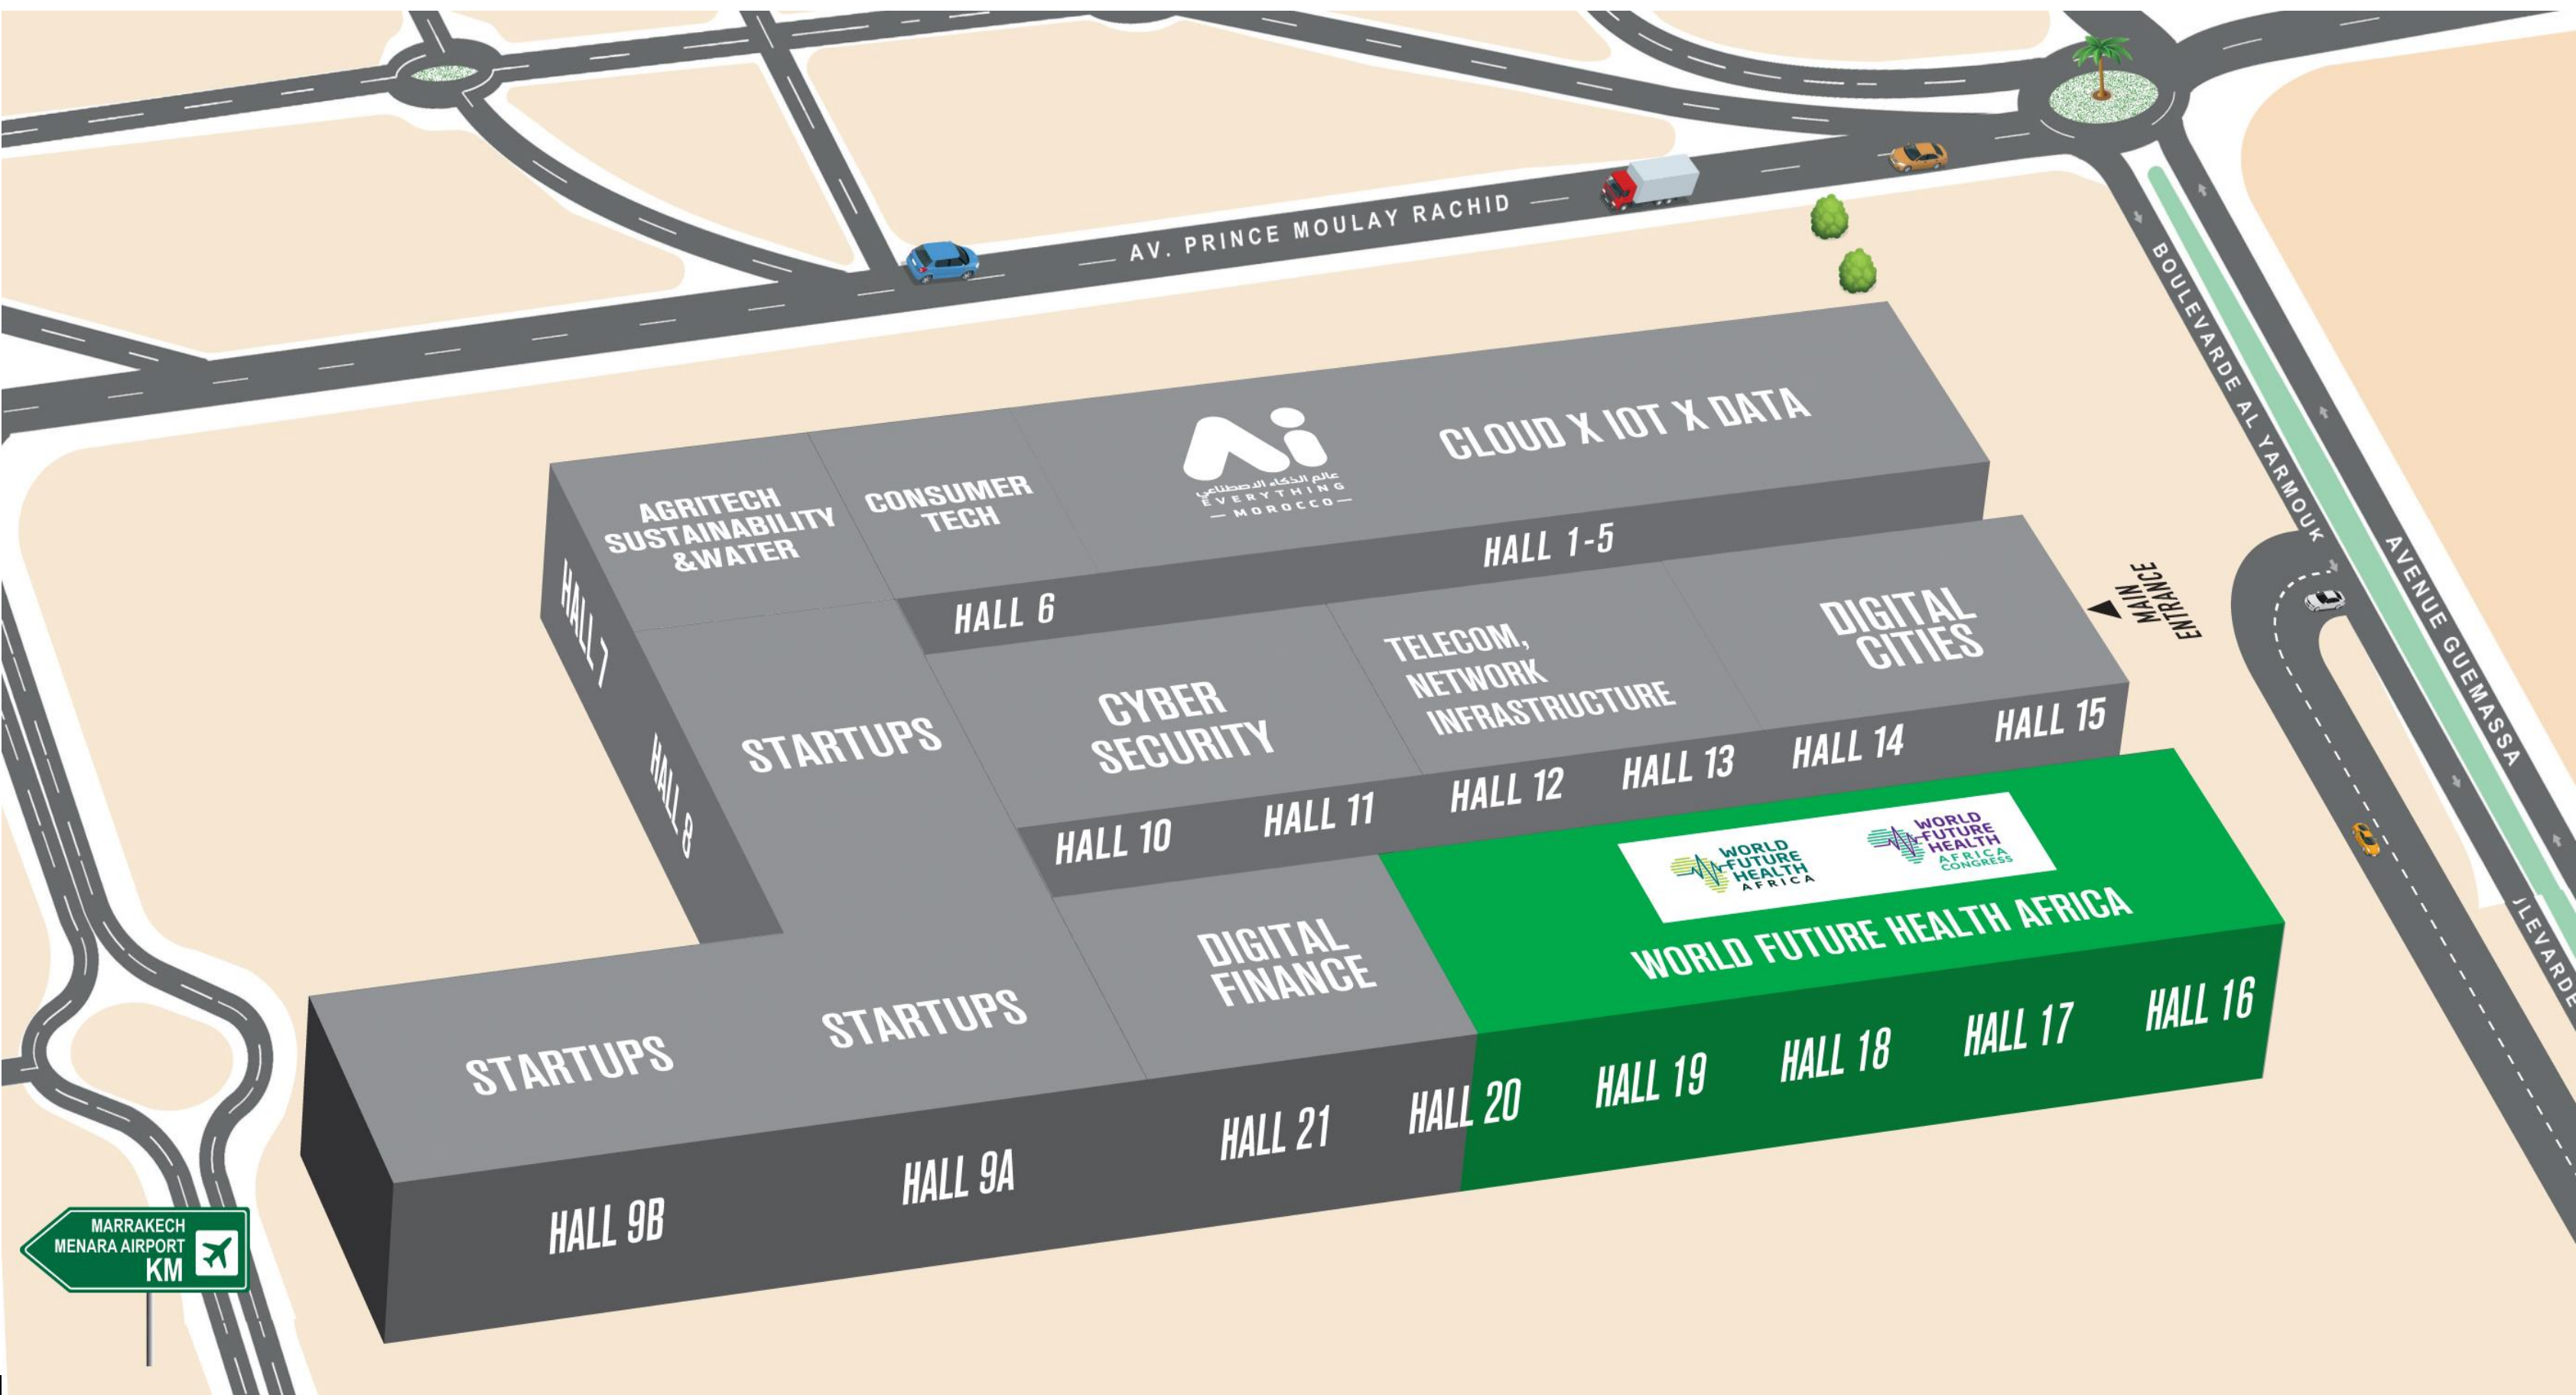 AV. PRINCE MOULAY RACHID
BOULEVARDE AL YARMOUK
AVENUE GUEMASSA
عالم الذكاء الاصطناعي
EVERYTHING
— MOROCCO —
CLOUD X IOT X DATA
AGRITECH
SUSTAINABILITY
&WATER
CONSUMER
TECH
HALL 1-5
HALL 6
HALL 7
HALL 8
MAIN
ENTRANCE
DIGITAL
CITIES
TELECOM,
NETWORK
INFRASTRUCTURE
CYBER
SECURITY
STARTUPS
HALL 10
HALL 11
HALL 12
HALL 13
HALL 14
HALL 15
WORLD
FUTURE
HEALTH
AFRICA
WORLD
FUTURE
HEALTH
AFRICA
CONGRESS
WORLD FUTURE HEALTH AFRICA
DIGITAL
FINANCE
STARTUPS
STARTUPS
HALL 9B
HALL 9A
HALL 21
HALL 20
HALL 19
HALL 18
HALL 17
HALL 16
JLEVARDE
MARRAKECH
MENARA AIRPORT
KM